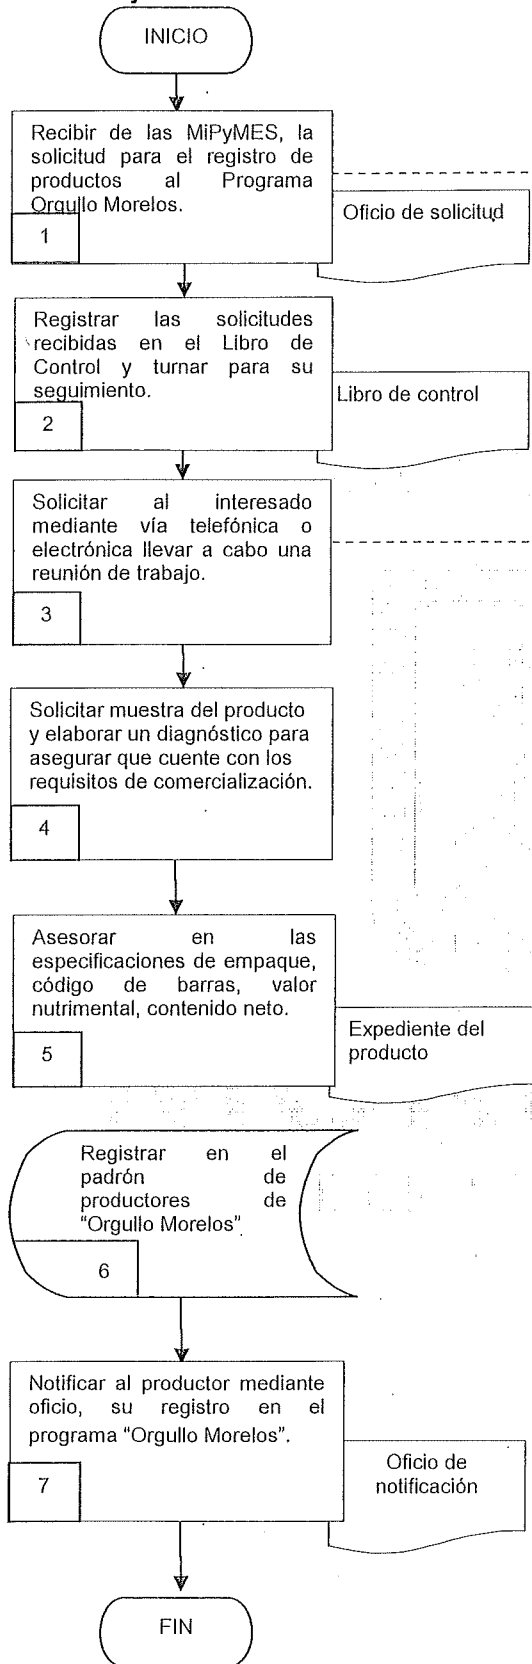 INICIO
Recibir de las MiPyMES, la
solicitud para el registro de
productos al Programa
Orgullo Morelos.
1
Oficio de solicitud
Registrar las solicitudes
recibidas en el Libro de
Control y turnar para su
seguimiento.
2
Libro de control
Solicitar al interesado
mediante vía telefónica o
electrónica llevar a cabo una
reunión de trabajo.
3
Solicitar muestra del producto
y elaborar un diagnóstico para
asegurar que cuente con los
requisitos de comercialización.
4
Asesorar en las
especificaciones de empaque,
código de barras, valor
nutrimental, contenido neto.
5
Expediente del
producto
Registrar en el
padrón de
productores de
“Orgullo Morelos”
6
Notificar al productor mediante
oficio, su registro en el
programa “Orgullo Morelos”.
7
Oficio de
notificación
FIN